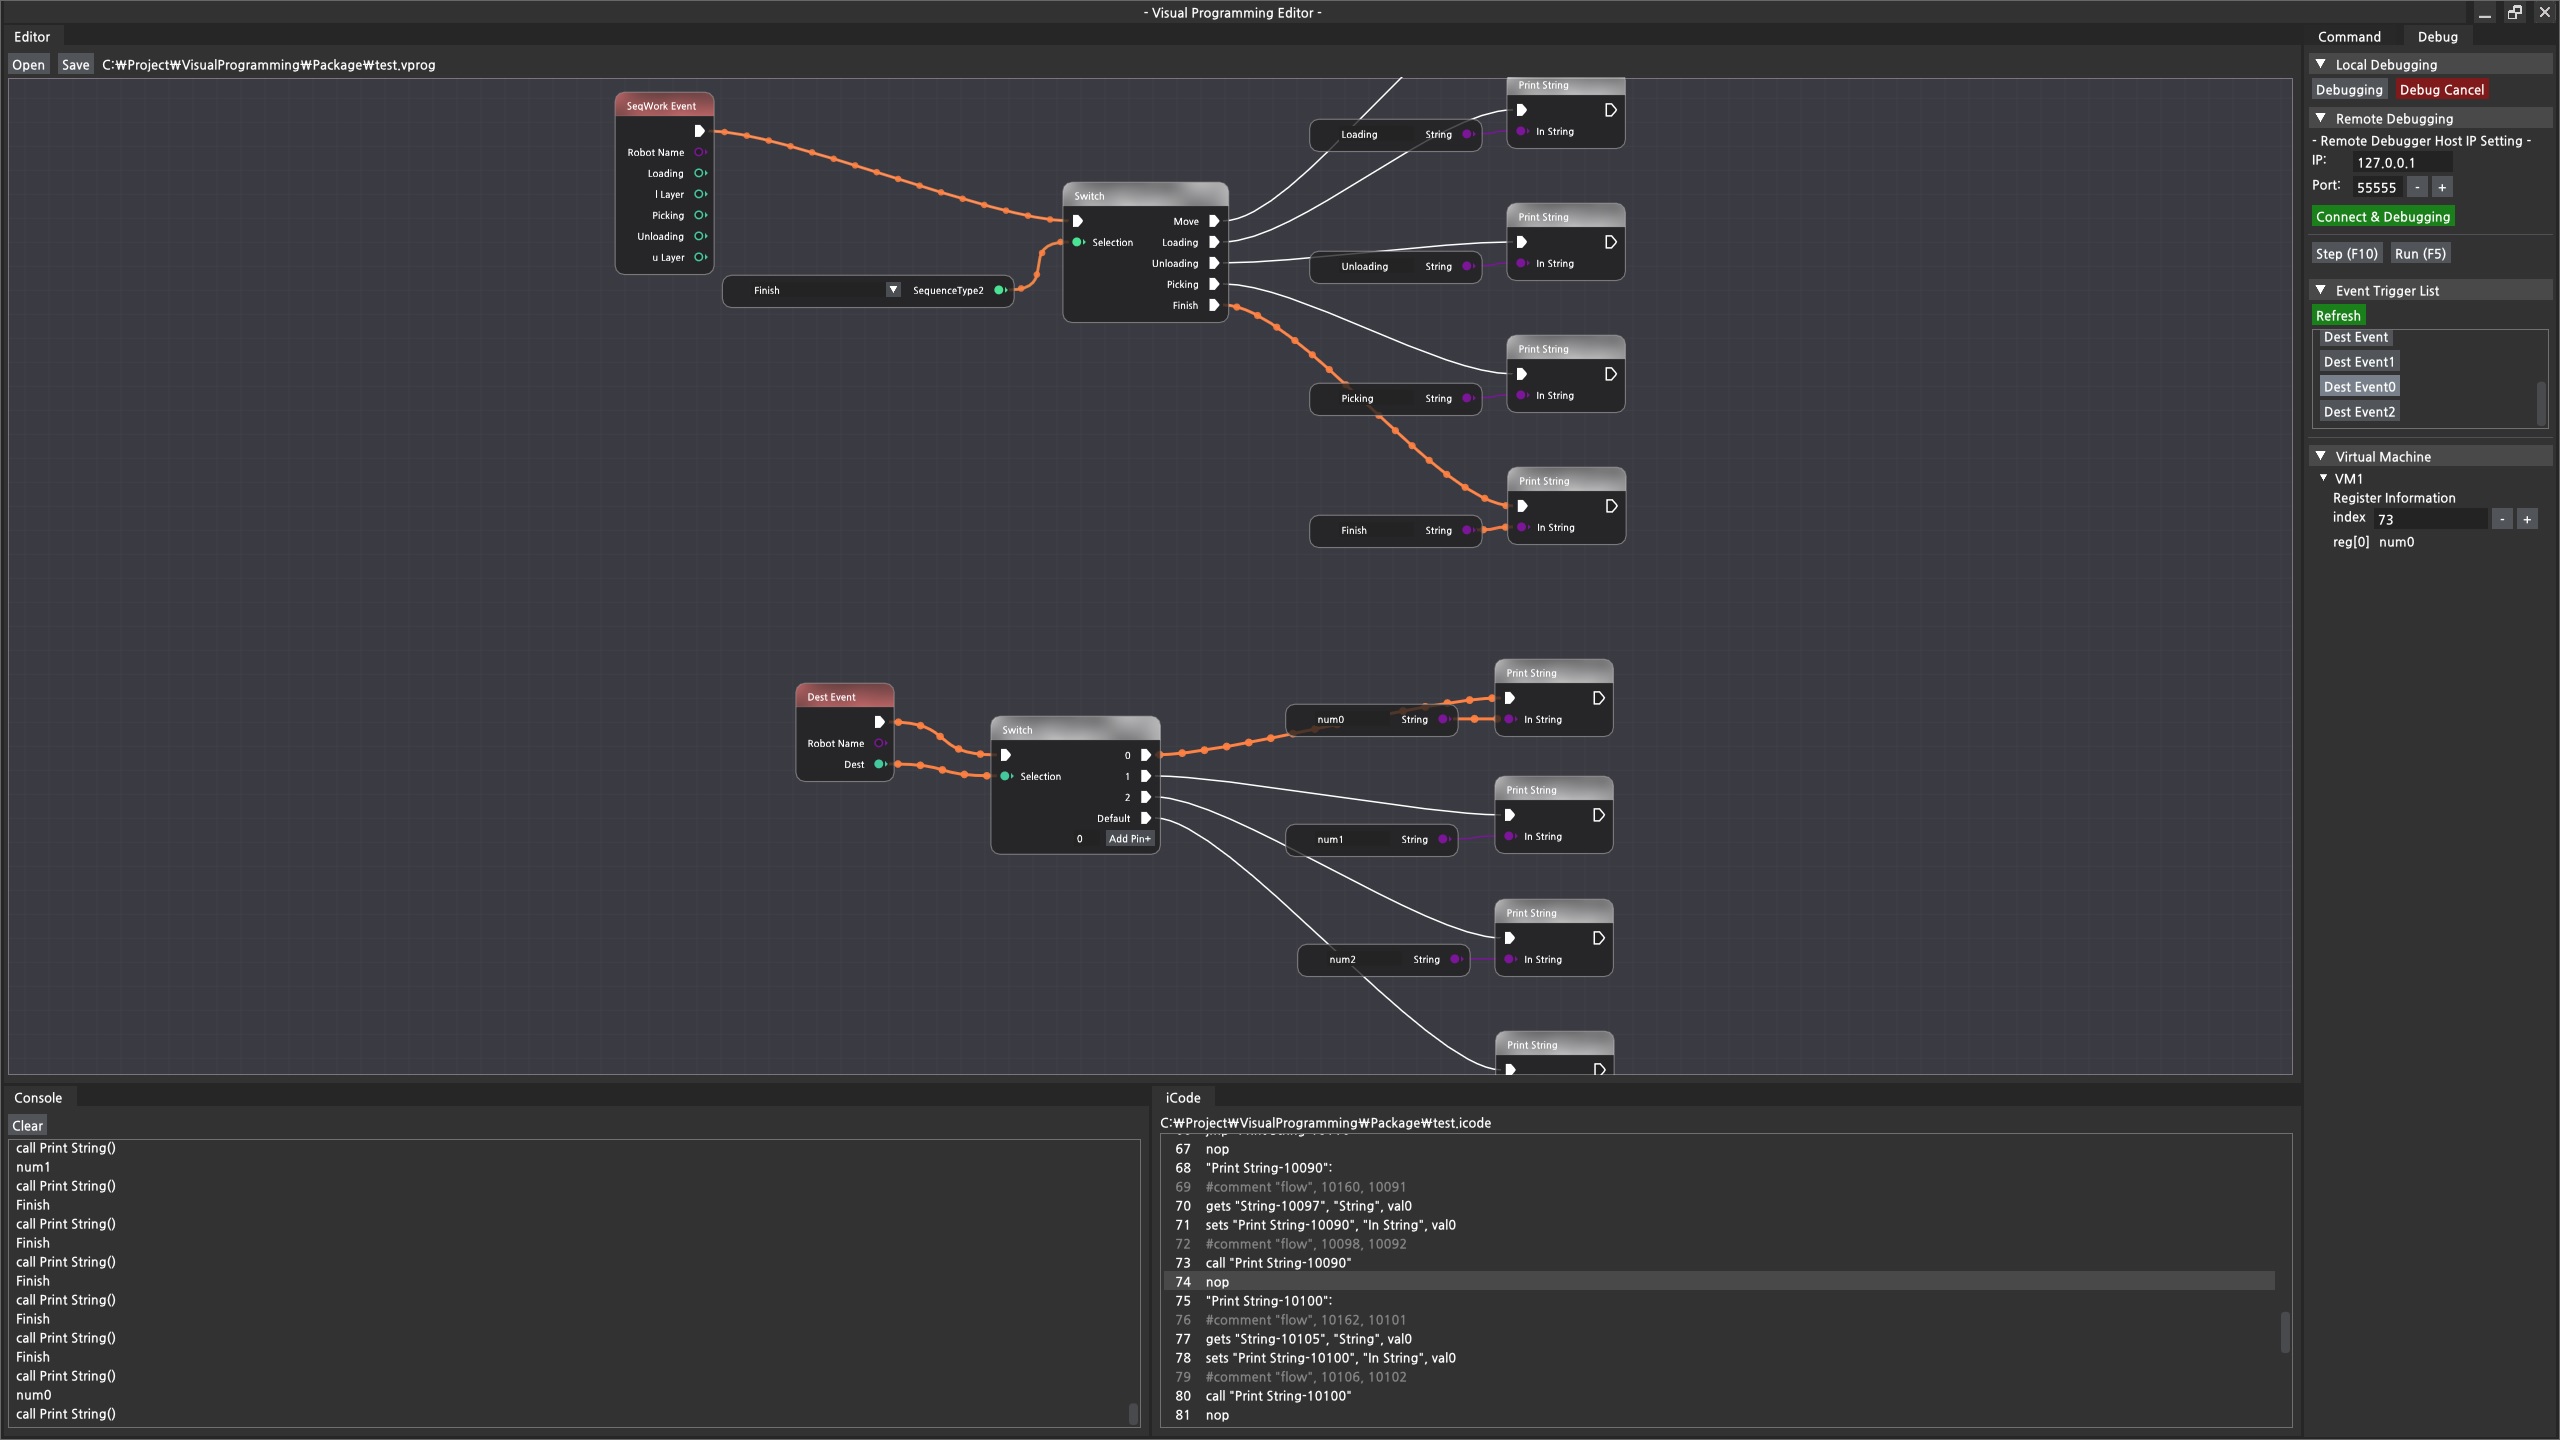 - Visual Programming Editor -
Editor
Open Save C:₩Project₩VisualProgramming₩Package₩test.vprog
SeqWork Event
Robot Name
Loading
l Layer
Picking
Unloading
u Layer
Finish SequenceType2
Switch
Move
Selection Loading
Unloading
Picking
Finish
Loading String
Print String
In String
Unloading String
Print String
In String
Picking String
Print String
In String
Finish String
Print String
In String
Dest Event
Robot Name
Dest
Switch
0
Selection 1
2
Default
0 Add Pin+
num0 String
Print String
In String
num1 String
Print String
In String
num2 String
Print String
In String
Print String
Command Debug
Local Debugging
Debugging Debug Cancel
Remote Debugging
- Remote Debugger Host IP Setting -
IP: 127.0.0.1
Port: 55555 - +
Connect & Debugging
Step (F10) Run (F5)
Event Trigger List
Refresh
Dest Event
Dest Event1
Dest Event0
Dest Event2
Virtual Machine
VM1
Register Information
index 73 - +
reg[0] num0
Console
Clear
call Print String()
num1
call Print String()
Finish
call Print String()
Finish
call Print String()
Finish
call Print String()
Finish
call Print String()
Finish
call Print String()
num0
call Print String()
iCode
C:₩Project₩VisualProgramming₩Package₩test.icode
67 nop
68 "Print String-10090":
69 #comment "flow", 10160, 10091
70 gets "String-10097", "String", val0
71 sets "Print String-10090", "In String", val0
72 #comment "flow", 10098, 10092
73 call "Print String-10090"
74 nop
75 "Print String-10100":
76 #comment "flow", 10162, 10101
77 gets "String-10105", "String", val0
78 sets "Print String-10100", "In String", val0
79 #comment "flow", 10106, 10102
80 call "Print String-10100"
81 nop